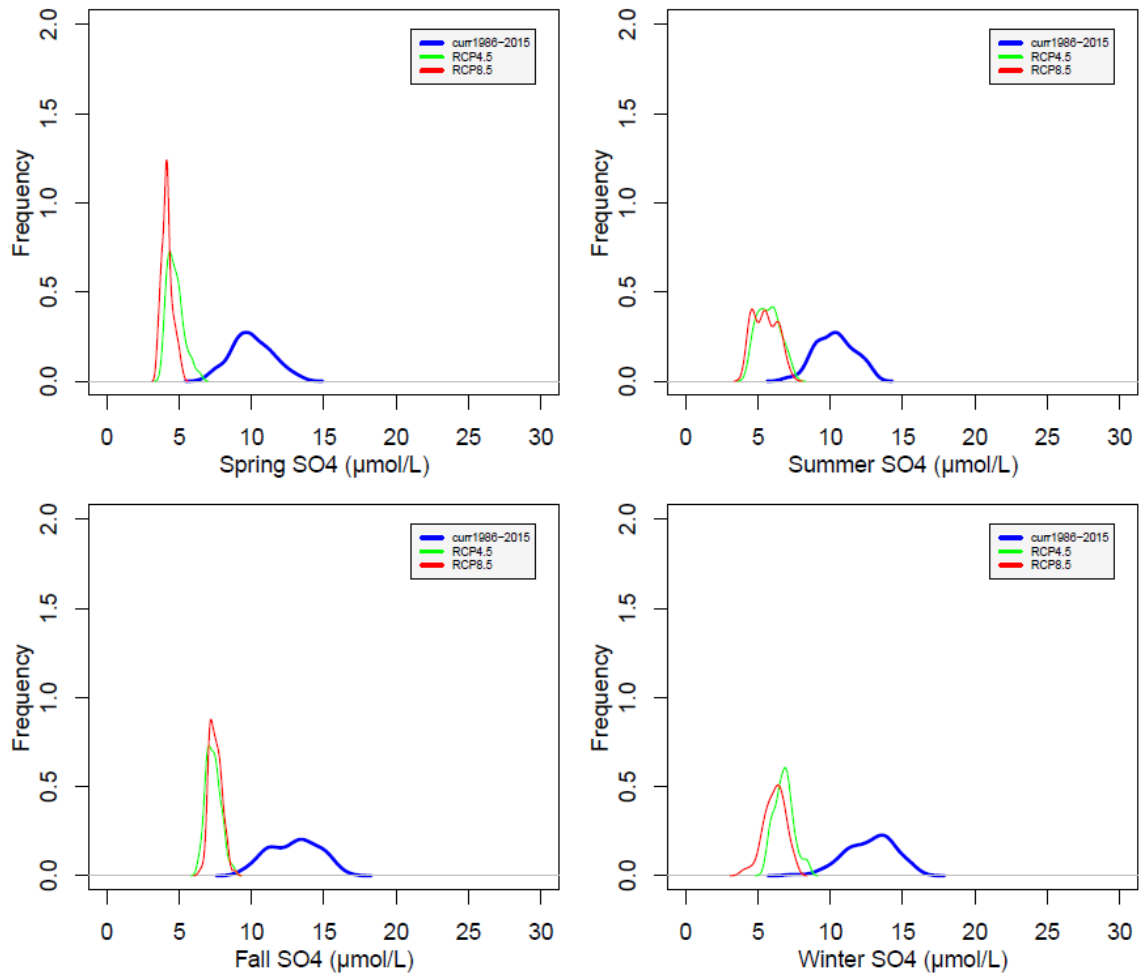 2.0
1.5
1.0
0.5
0.0
Frequency
curr1986-2015
RCP4.5
RCP8.5
0 5 10 15 20 25 30
Spring SO4 (µmol/L)
2.0
1.5
1.0
0.5
0.0
Frequency
curr1986-2015
RCP4.5
RCP8.5
0 5 10 15 20 25 30
Summer SO4 (µmol/L)
2.0
1.5
1.0
0.5
0.0
Frequency
curr1986-2015
RCP4.5
RCP8.5
0 5 10 15 20 25 30
Fall SO4 (µmol/L)
2.0
1.5
1.0
0.5
0.0
Frequency
curr1986-2015
RCP4.5
RCP8.5
0 5 10 15 20 25 30
Winter SO4 (µmol/L)